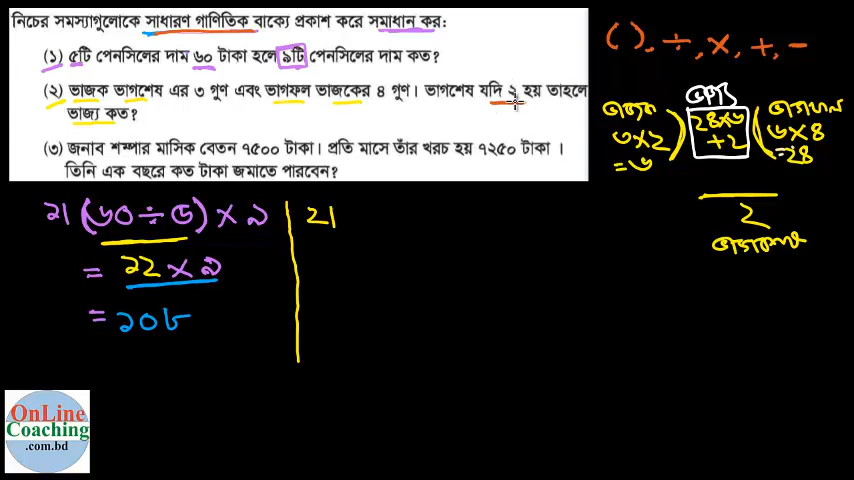 নিচের সমস্যাগুলোকে সাধারণ গাণিতিক বাক্যে প্রকাশ করে সমাধান কর:
(১) ৫টি পেনসিলের দাম ৬০ টাকা হলে ৯টি পেনসিলের দাম কত?
(২) ভাজক ভাগশেষ এর ৩ গুণ এবং ভাগফল ভাজকের ৪ গুণ। ভাগশেষ যদি ২ হয় তাহলে
ভাজ্য কত?
(৩) জনাব শম্পার মাসিক বেতন ৭৫০০ টাকা। প্রতি মাসে তাঁর খরচ হয় ৭২৫০ টাকা ।
তিনি এক বছরে কত টাকা জমাতে পারবেন?
( ), ÷, ×, +, −
ভাজ্য
ভাজক
৩×২
=৬
২৪×৬
+২
ভাগফল
৬×৪
=২৪
২
ভাগশেষ
১। (৬০ ÷ ৫) × ৯
= ১২ × ৯
= ১০৮
২।
OnLine
Coaching
.com.bd